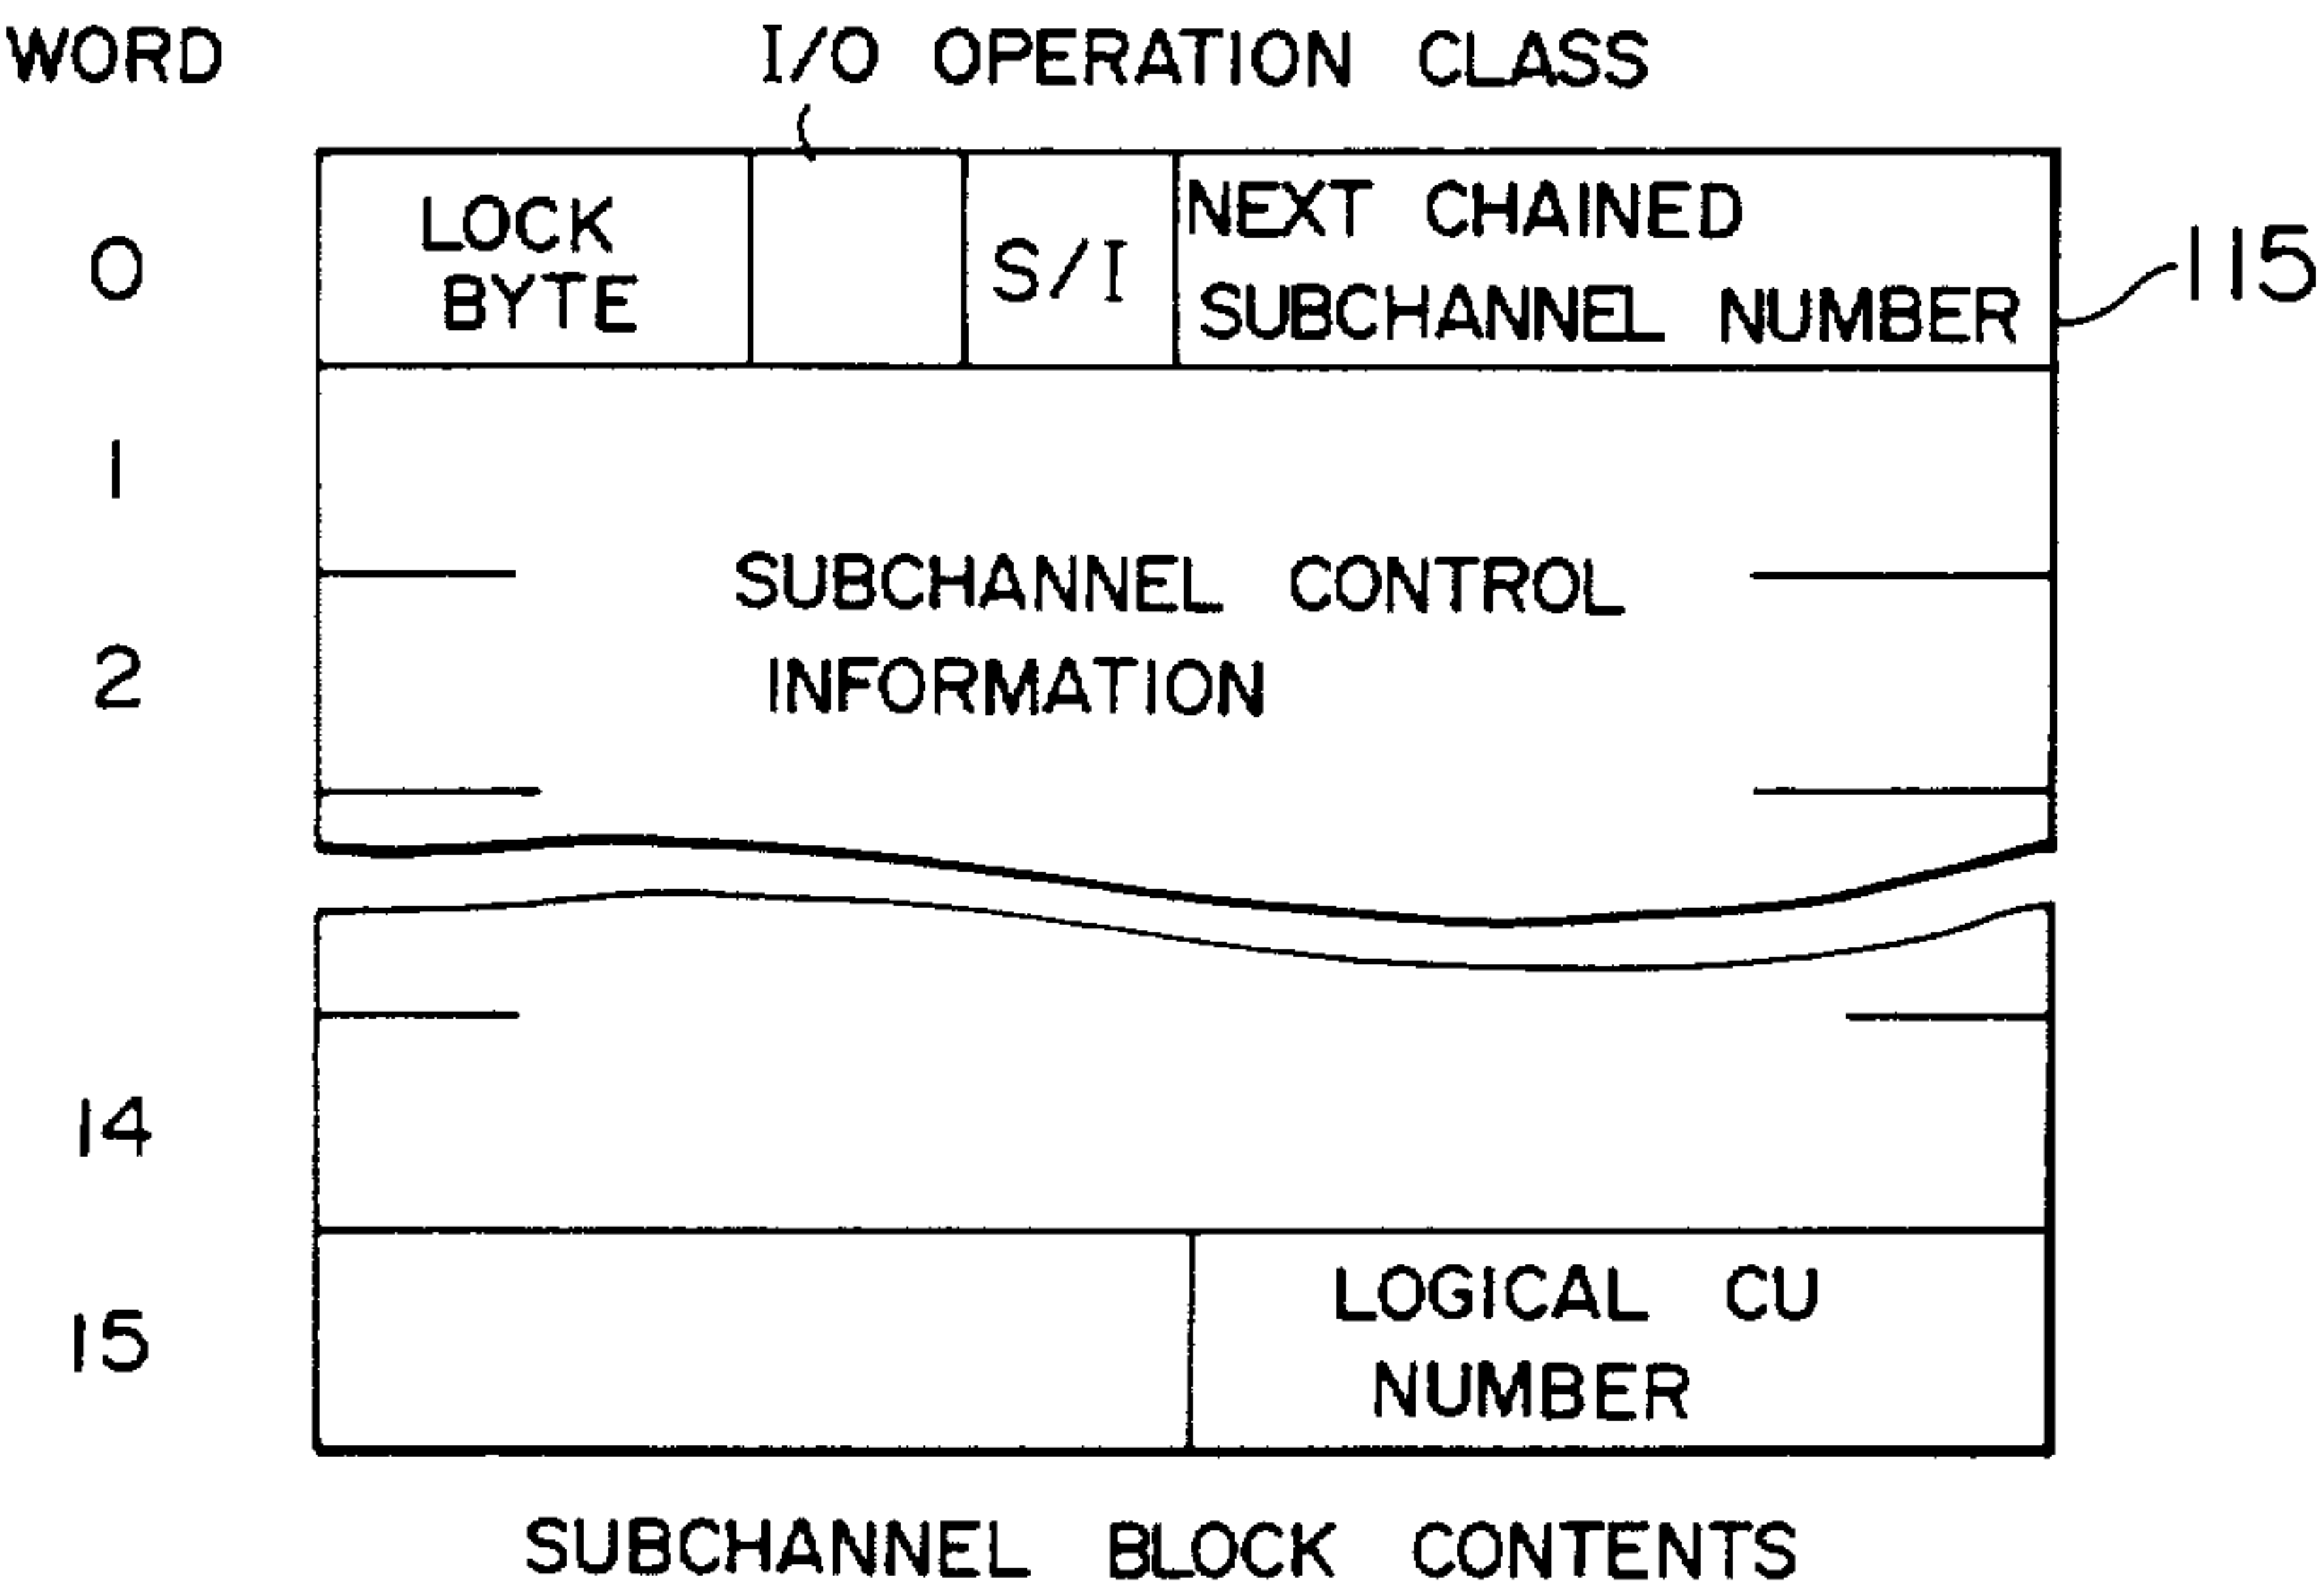 WORD
I/O OPERATION CLASS
0
LOCK
BYTE
S/I
NEXT CHAINED
SUBCHANNEL NUMBER
115
1
SUBCHANNEL CONTROL
2
INFORMATION
14
15
LOGICAL CU
NUMBER
SUBCHANNEL BLOCK CONTENTS